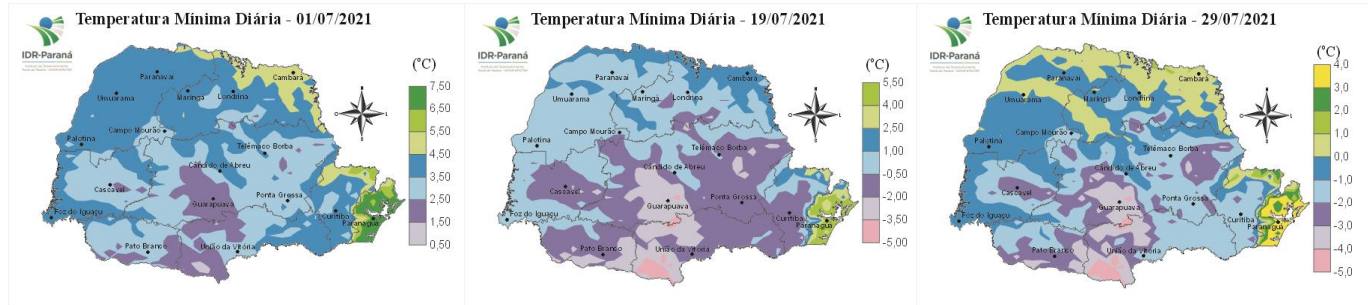 Temperatura Mínima Diária - 01/07/2021
IDR-Paraná
(°C)
7,50
6,50
5,50
4,50
3,50
2,50
1,50
0,50
Paranavaí
Cambará
Umuarama
Maringá
Londrina
Campo Mourão
Palotina
Telêmaco Borba
Cândido de Abreu
Cascavel
Ponta Grossa
Guarapuava
Foz do Iguaçu
Curitiba
Paranaguá
Pato Branco
União da Vitória
Temperatura Mínima Diária - 19/07/2021
IDR-Paraná
(°C)
5,50
4,00
2,50
1,00
-0,50
-2,00
-3,50
-5,00
Paranavaí
Cambará
Umuarama
Maringá
Londrina
Campo Mourão
Palotina
Telêmaco Borba
Cândido de Abreu
Cascavel
Ponta Grossa
Guarapuava
Foz do Iguaçu
Curitiba
Paranaguá
Pato Branco
União da Vitória
Temperatura Mínima Diária - 29/07/2021
IDR-Paraná
(°C)
4,0
3,0
2,0
1,0
0,0
-1,0
-2,0
-3,0
-4,0
-5,0
Paranavaí
Cambará
Umuarama
Maringá
Londrina
Campo Mourão
Palotina
Telêmaco Borba
Cândido de Abreu
Cascavel
Ponta Grossa
Guarapuava
Foz do Iguaçu
Curitiba
Paranaguá
Pato Branco
União da Vitória